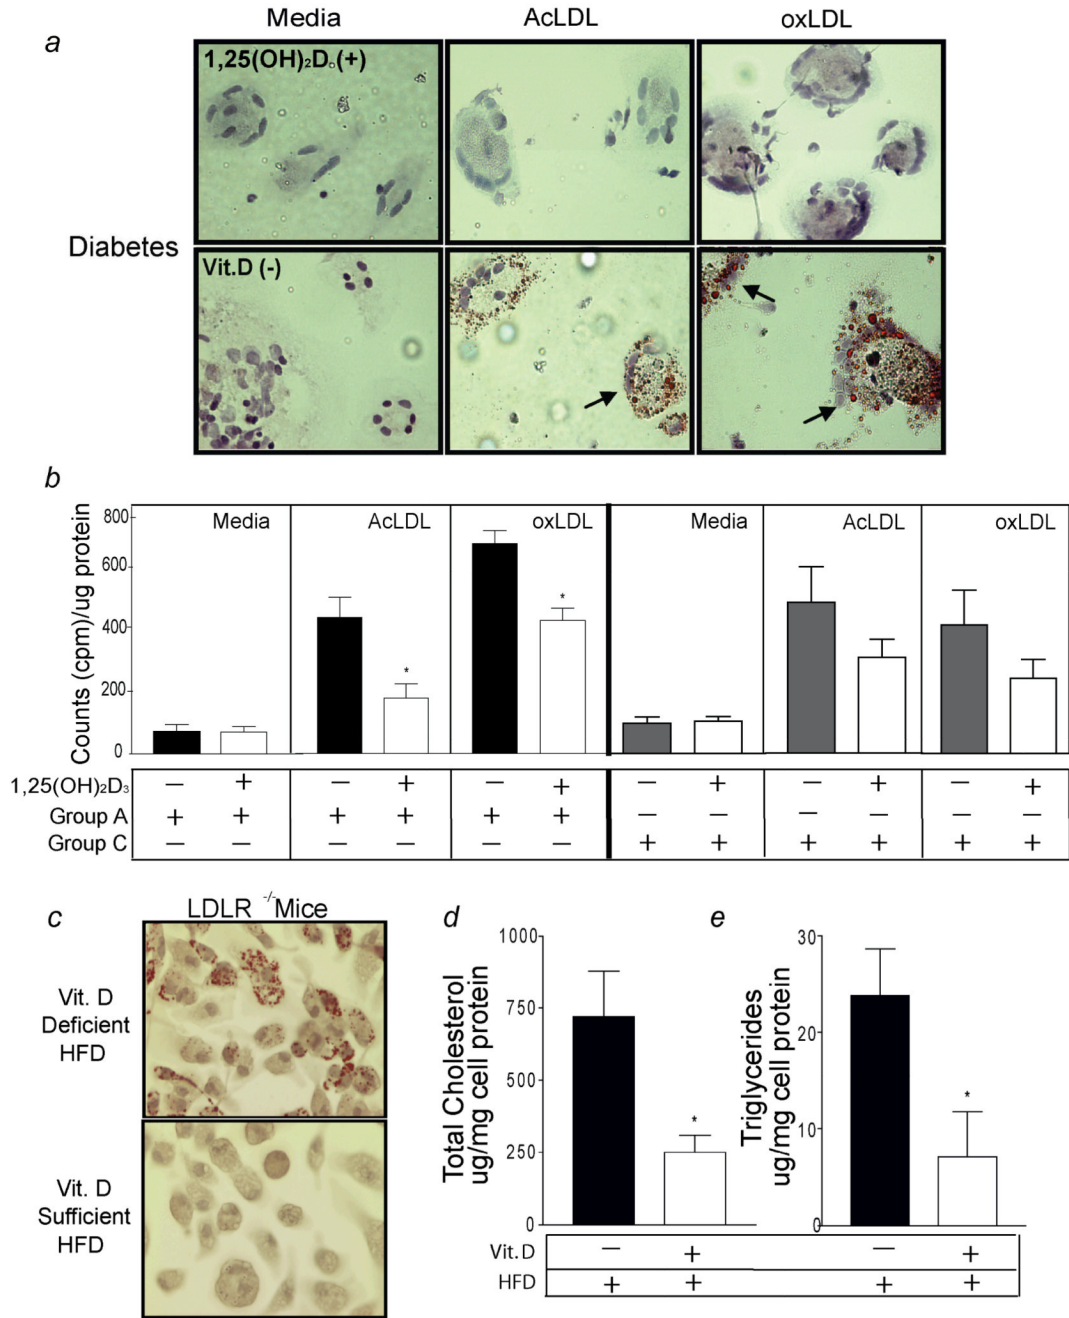 Media AcLDL oxLDL
a
1,25(OH)₂D (+)
Diabetes
Vit.D (-)
b
Counts (cpm)/ug protein
800
600
400
200
0
Media AcLDL oxLDL Media AcLDL oxLDL
* *
1,25(OH)₂D₃ – + – + – + – + – + – +
Group A + + + + + + – – – – – –
Group C – – – – – – + + + + + +
c
LDLR -/- Mice
Vit. D
Deficient
HFD
Vit. D
Sufficient
HFD
d
Total Cholesterol
ug/mg cell protein
1000
750
500
250
0
*
e
Triglycerides
ug/mg cell protein
30
20
10
0
*
Vit.D – + – +
HFD + + + +